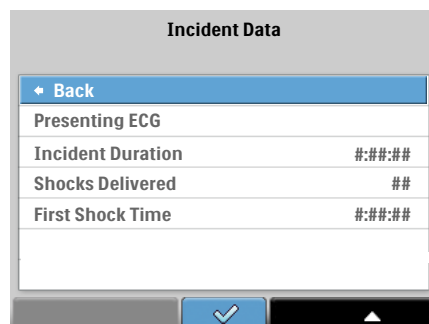 Incident Data
Back
Presenting ECG
Incident Duration #:##:##
Shocks Delivered ##
First Shock Time #:##:##